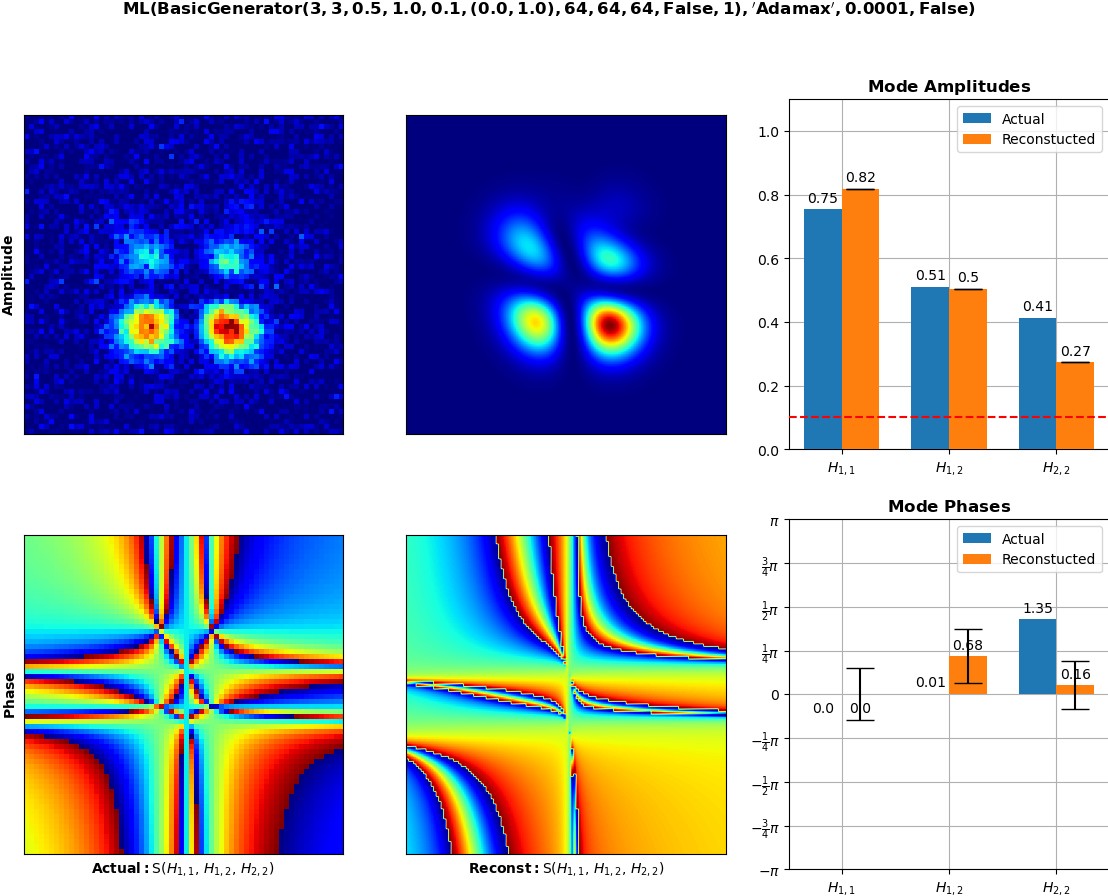 ML(BasicGenerator(3, 3, 0.5, 1.0, 0.1, (0.0, 1.0), 64, 64, 64, False, 1), ′Adamax′, 0.0001, False)
Amplitude
Mode Amplitudes
Actual
Reconstucted
1.0
0.8
0.6
0.4
0.2
0.0
0.75
0.82
0.51
0.5
0.41
0.27
H1,1
H1,2
H2,2
Phase
Actual: S(H1,1, H1,2, H2,2)
Reconst: S(H1,1, H1,2, H2,2)
Mode Phases
Actual
Reconstucted
π
3/4π
1/2π
1/4π
0
−1/4π
−1/2π
−3/4π
−π
0.0
0.0
0.01
0.68
1.35
0.16
H1,1
H1,2
H2,2